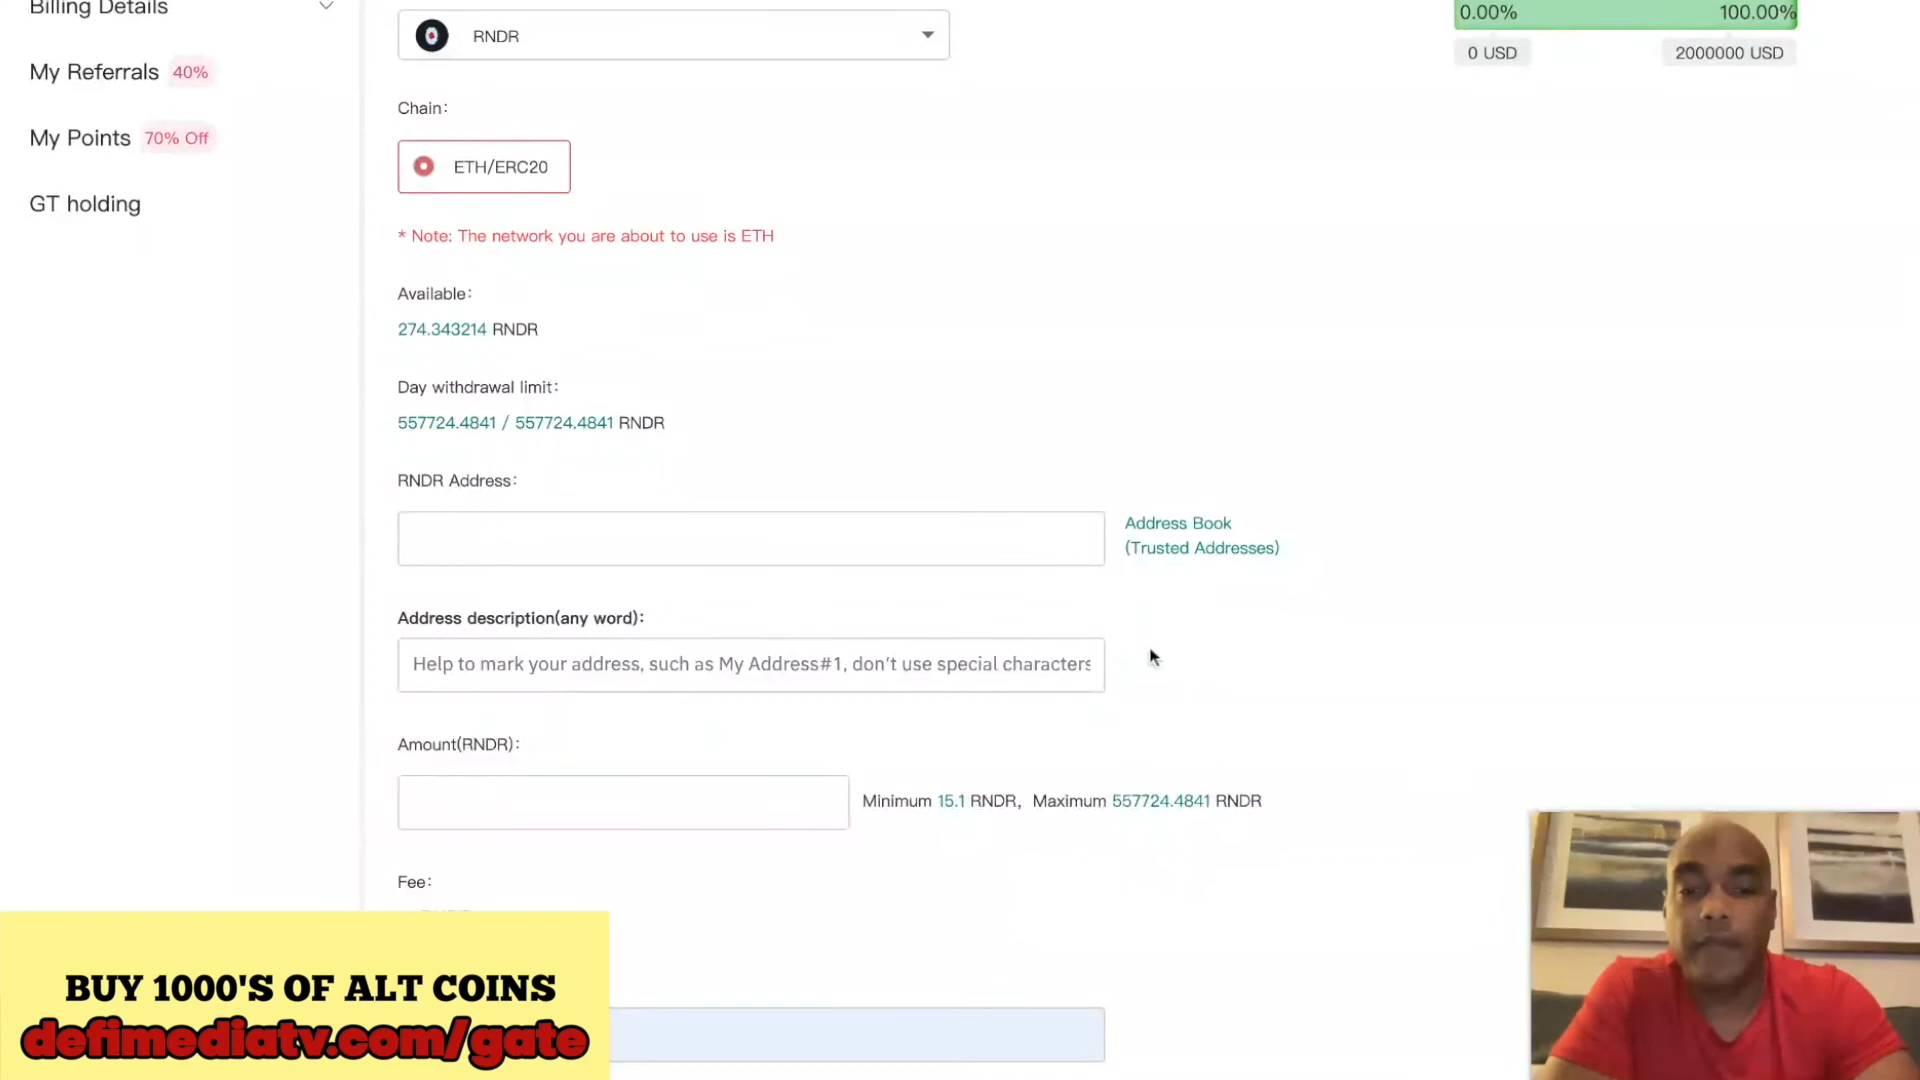 Billing Details
My Referrals 40%
My Points 70% Off
GT holding
RNDR
0.00% 100.00%
0 USD 2000000 USD
Chain:
ETH/ERC20
* Note: The network you are about to use is ETH
Available:
274.343214 RNDR
Day withdrawal limit:
557724.4841 / 557724.4841 RNDR
RNDR Address:
Address Book
(Trusted Addresses)
Address description(any word):
Help to mark your address, such as My Address#1, don't use special characters
Amount(RNDR):
Minimum 15.1 RNDR, Maximum 557724.4841 RNDR
Fee:
BUY 1000'S OF ALT COINS
defimediatv.com/gate